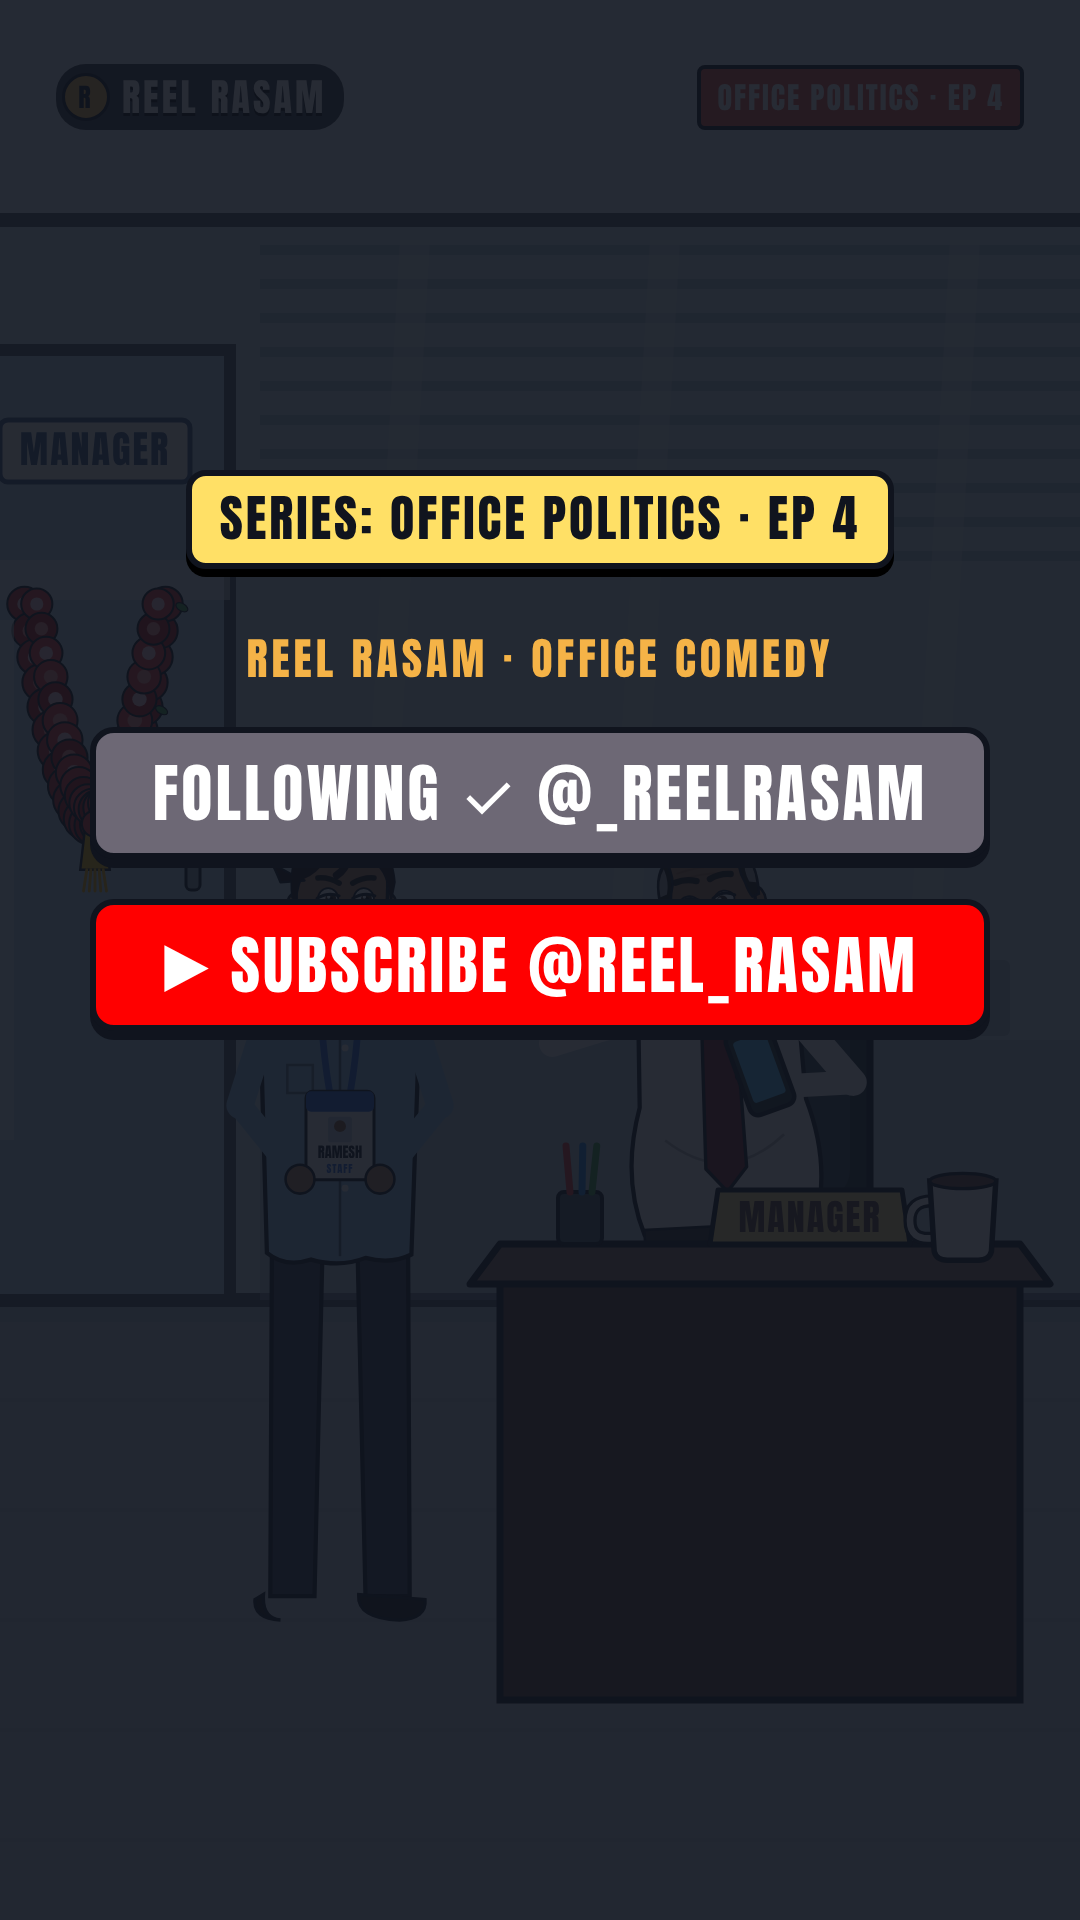 R REEL RASAM
OFFICE POLITICS · EP 4
MANAGER
SERIES: OFFICE POLITICS · EP 4
REEL RASAM · OFFICE COMEDY
FOLLOWING ✓ @_REELRASAM
▶ SUBSCRIBE @REEL_RASAM
RAMESH
STAFF
MANAGER